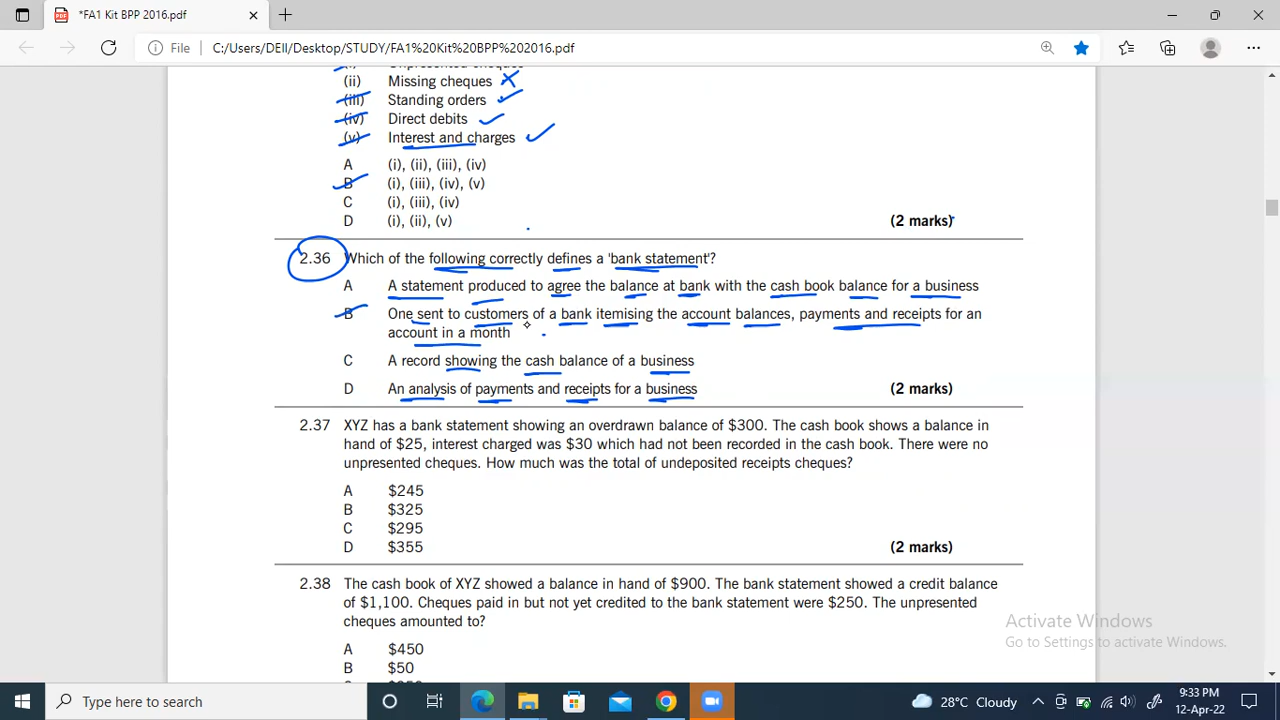 *FA1 Kit BPP 2016.pdf
File C:/Users/DEll/Desktop/STUDY/FA1%20Kit%20BPP%202016.pdf
(i) Unpresented cheques
(ii) Missing cheques
(iii) Standing orders
(iv) Direct debits
(v) Interest and charges
A (i), (ii), (iii), (iv)
B (i), (iii), (iv), (v)
C (i), (iii), (iv)
D (i), (ii), (v) (2 marks)
2.36 Which of the following correctly defines a 'bank statement'?
A A statement produced to agree the balance at bank with the cash book balance for a business
B One sent to customers of a bank itemising the account balances, payments and receipts for an
account in a month
C A record showing the cash balance of a business
D An analysis of payments and receipts for a business (2 marks)
2.37 XYZ has a bank statement showing an overdrawn balance of $300. The cash book shows a balance in
hand of $25, interest charged was $30 which had not been recorded in the cash book. There were no
unpresented cheques. How much was the total of undeposited receipts cheques?
A $245
B $325
C $295
D $355 (2 marks)
2.38 The cash book of XYZ showed a balance in hand of $900. The bank statement showed a credit balance
of $1,100. Cheques paid in but not yet credited to the bank statement were $250. The unpresented
cheques amounted to?
A $450
B $50
Activate Windows
Go to Settings to activate Windows.
Type here to search
28°C Cloudy
9:33 PM
12-Apr-22